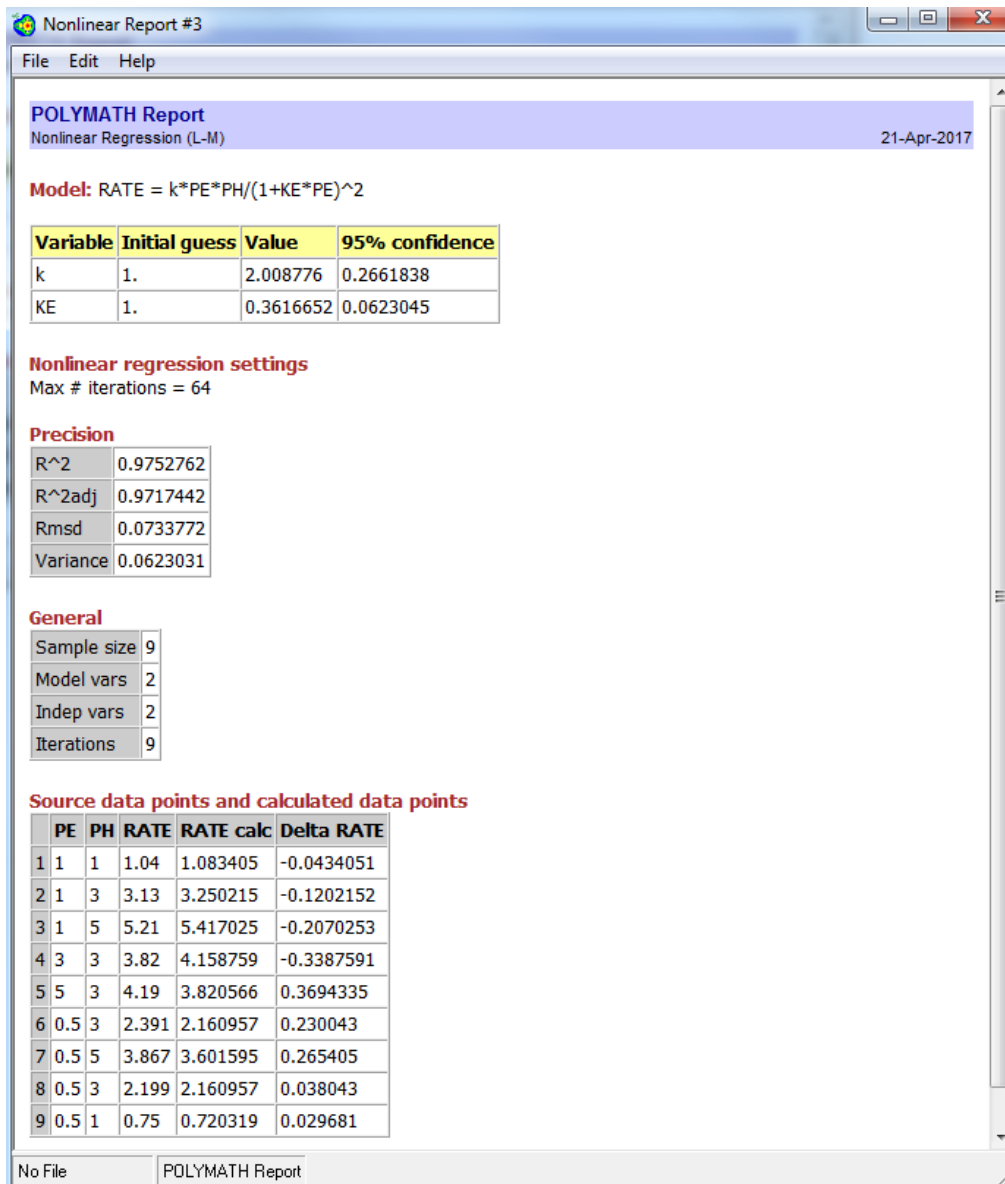 Nonlinear Report #3
File Edit Help
POLYMATH Report
Nonlinear Regression (L-M) 21-Apr-2017
Model: RATE = k*PE*PH/(1+KE*PE)^2
Variable Initial guess Value 95% confidence
k 1. 2.008776 0.2661838
KE 1. 0.3616652 0.0623045
Nonlinear regression settings
Max # iterations = 64
Precision
R^2 0.9752762
R^2adj 0.9717442
Rmsd 0.0733772
Variance 0.0623031
General
Sample size 9
Model vars 2
Indep vars 2
Iterations 9
Source data points and calculated data points
PE PH RATE RATE calc Delta RATE
1 1 1 1.04 1.083405 -0.0434051
2 1 3 3.13 3.250215 -0.1202152
3 1 5 5.21 5.417025 -0.2070253
4 3 3 3.82 4.158759 -0.3387591
5 5 3 4.19 3.820566 0.3694335
6 0.5 3 2.391 2.160957 0.230043
7 0.5 5 3.867 3.601595 0.265405
8 0.5 3 2.199 2.160957 0.038043
9 0.5 1 0.75 0.720319 0.029681
No File POLYMATH Report